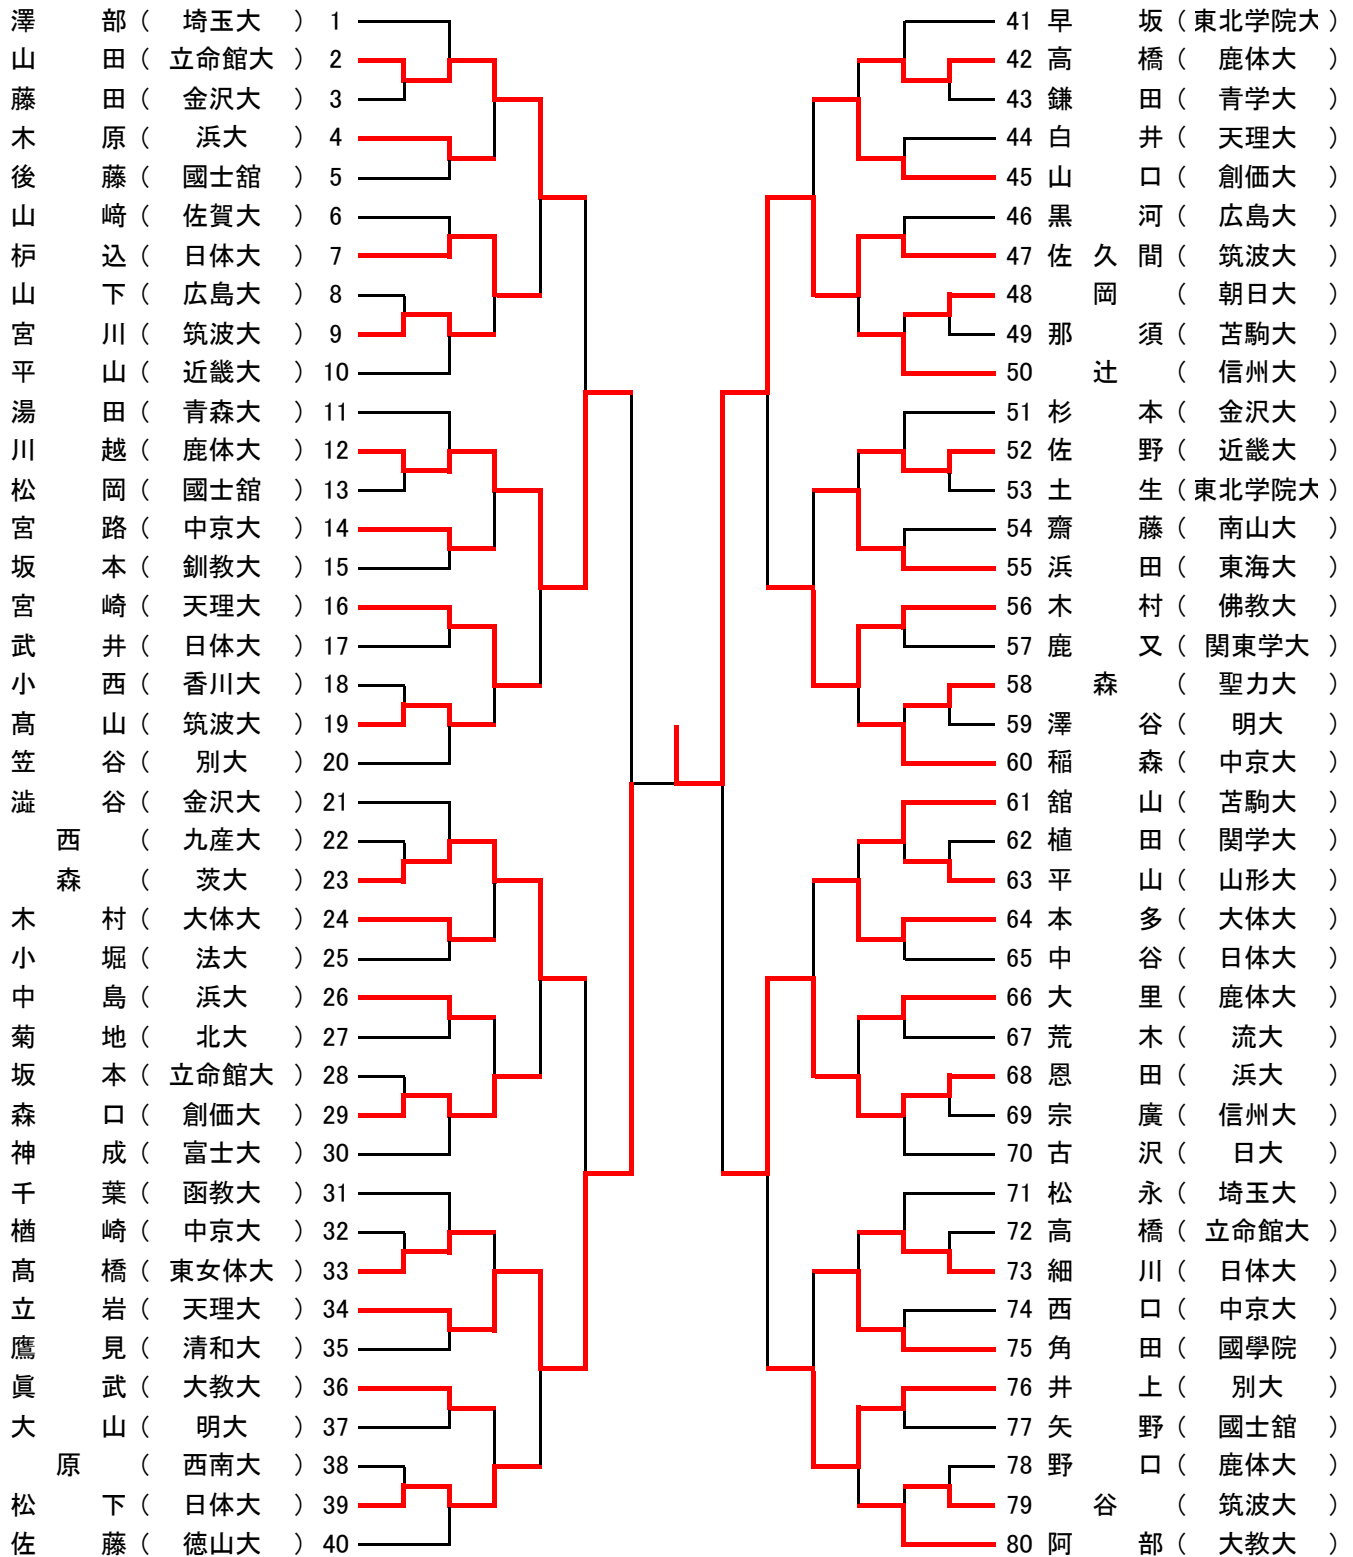 澤部（埼玉大）1
山田（立命館大）2
藤田（金沢大）3
木原（浜大）4
後藤（國士舘）5
山﨑（佐賀大）6
枦込（日体大）7
山下（広島大）8
宮川（筑波大）9
平山（近畿大）10
湯田（青森大）11
川越（鹿体大）12
松岡（國士舘）13
宮路（中京大）14
坂本（釧教大）15
宮崎（天理大）16
武井（日体大）17
小西（香川大）18
髙山（筑波大）19
笠谷（別大）20
澁谷（金沢大）21
西（九産大）22
森（茨大）23
木村（大体大）24
小堀（法大）25
中島（浜大）26
菊地（北大）27
坂本（立命館大）28
森口（創価大）29
神成（富士大）30
千葉（函教大）31
楢崎（中京大）32
髙橋（東女体大）33
立岩（天理大）34
鷹見（清和大）35
眞武（大教大）36
大山（明大）37
原（西南大）38
松下（日体大）39
佐藤（徳山大）40
41 早坂（東北学院大）
42 高橋（鹿体大）
43 鎌田（青学大）
44 白井（天理大）
45 山口（創価大）
46 黒河（広島大）
47 佐久間（筑波大）
48 岡（朝日大）
49 那須（苫駒大）
50 辻（信州大）
51 杉本（金沢大）
52 佐野（近畿大）
53 土生（東北学院大）
54 齋藤（南山大）
55 浜田（東海大）
56 木村（佛教大）
57 鹿又（関東学大）
58 森（聖力大）
59 澤谷（明大）
60 稲森（中京大）
61 舘山（苫駒大）
62 植田（関学大）
63 平山（山形大）
64 本多（大体大）
65 中谷（日体大）
66 大里（鹿体大）
67 荒木（流大）
68 恩田（浜大）
69 宗廣（信州大）
70 古沢（日大）
71 松永（埼玉大）
72 高橋（立命館大）
73 細川（日体大）
74 西口（中京大）
75 角田（國學院）
76 井上（別大）
77 矢野（國士舘）
78 野口（鹿体大）
79 谷（筑波大）
80 阿部（大教大）